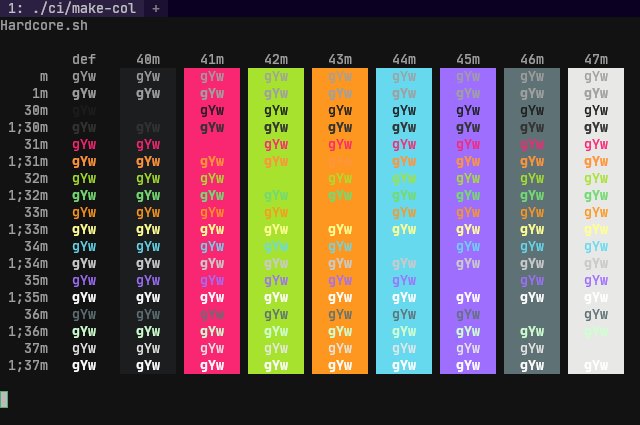 1: ./ci/make-col +
Hardcore.sh
def 40m 41m 42m 43m 44m 45m 46m 47m
m gYw gYw gYw gYw gYw gYw gYw gYw gYw
1m gYw gYw gYw gYw gYw gYw gYw gYw gYw
30m gYw gYw gYw gYw gYw gYw gYw gYw
1;30m gYw gYw gYw gYw gYw gYw gYw gYw gYw
31m gYw gYw gYw gYw gYw gYw gYw gYw
1;31m gYw gYw gYw gYw gYw gYw gYw gYw gYw
32m gYw gYw gYw gYw gYw gYw gYw gYw
1;32m gYw gYw gYw gYw gYw gYw gYw gYw gYw
33m gYw gYw gYw gYw gYw gYw gYw gYw gYw
1;33m gYw gYw gYw gYw gYw gYw gYw gYw gYw
34m gYw gYw gYw gYw gYw gYw gYw gYw
1;34m gYw gYw gYw gYw gYw gYw gYw gYw gYw
35m gYw gYw gYw gYw gYw gYw gYw gYw
1;35m gYw gYw gYw gYw gYw gYw gYw gYw gYw
36m gYw gYw gYw gYw gYw gYw gYw gYw
1;36m gYw gYw gYw gYw gYw gYw gYw gYw gYw
37m gYw gYw gYw gYw gYw gYw gYw gYw
1;37m gYw gYw gYw gYw gYw gYw gYw gYw gYw